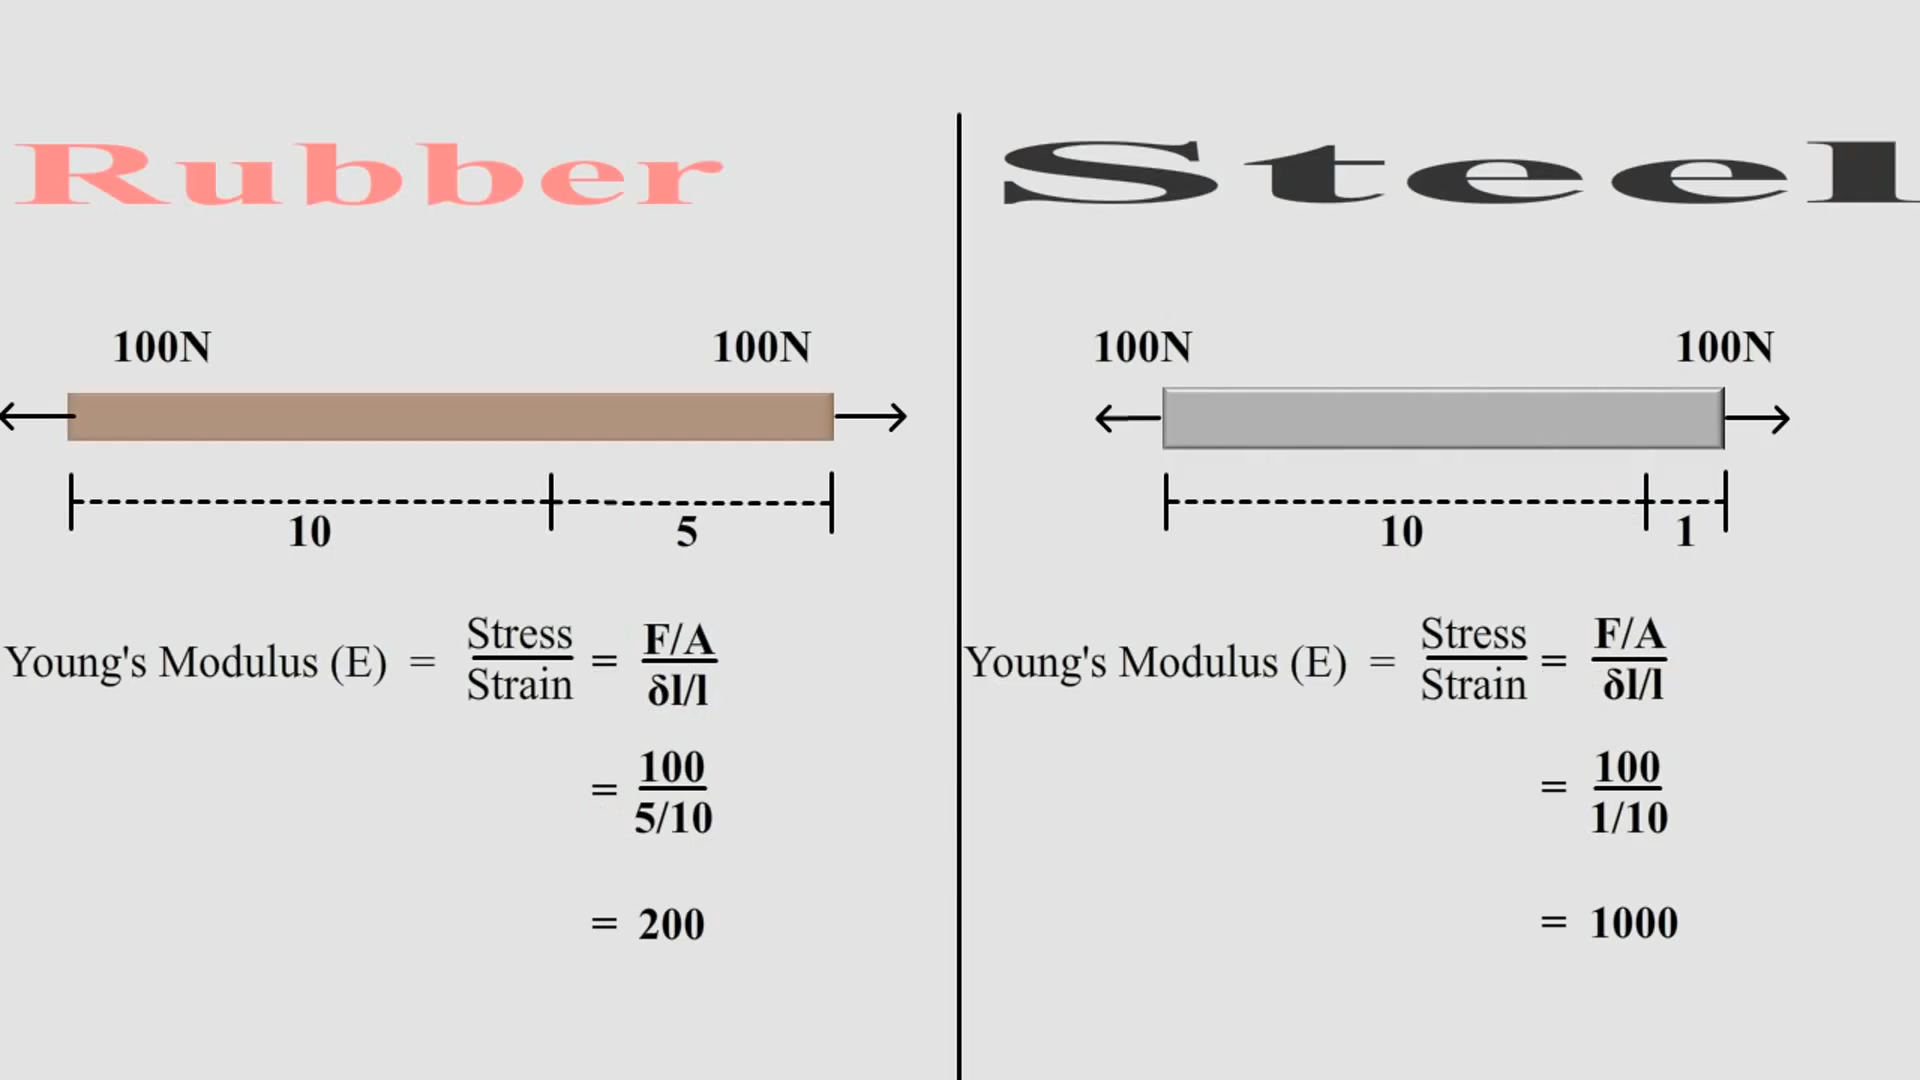 Rubber
100N 100N
10 5
Young's Modulus (E) = Stress/Strain = F/A / δl/l
= 100 / 5/10
= 200
Steel
100N 100N
10 1
Young's Modulus (E) = Stress/Strain = F/A / δl/l
= 100 / 1/10
= 1000